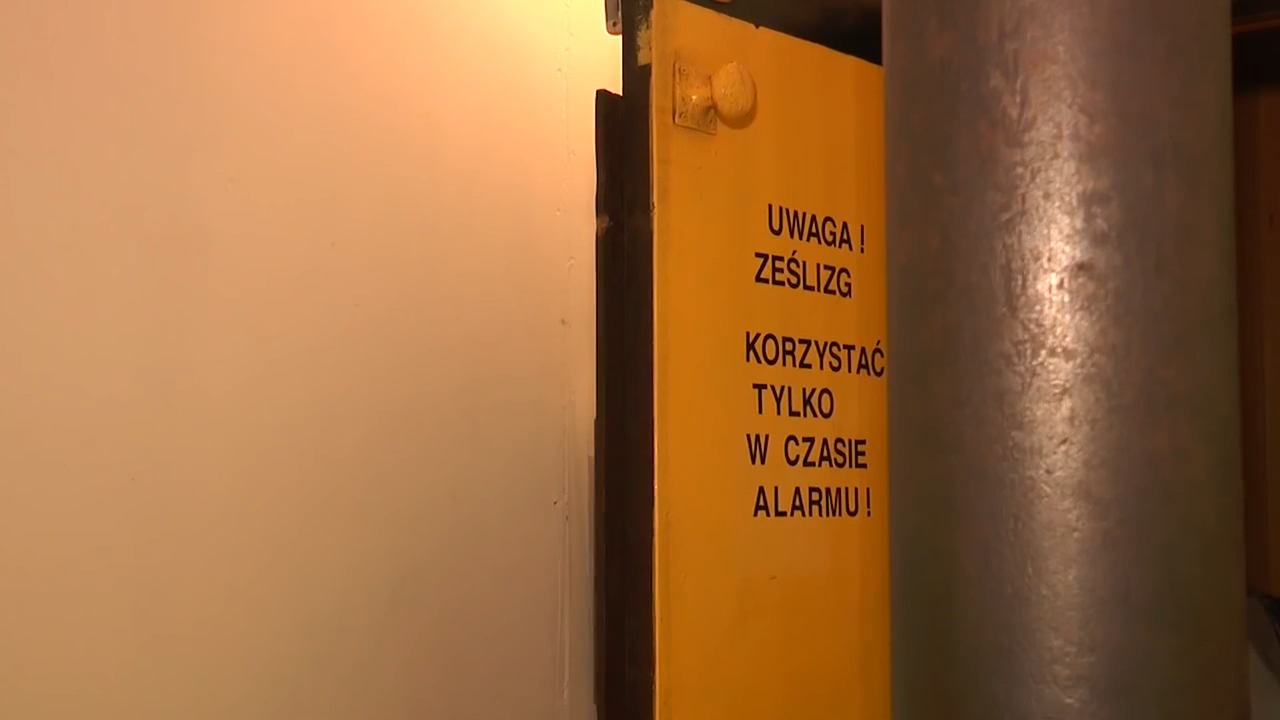 UWAGA !
ZEŚLIZG
KORZYSTAĆ
TYLKO
W CZASIE
ALARMU !